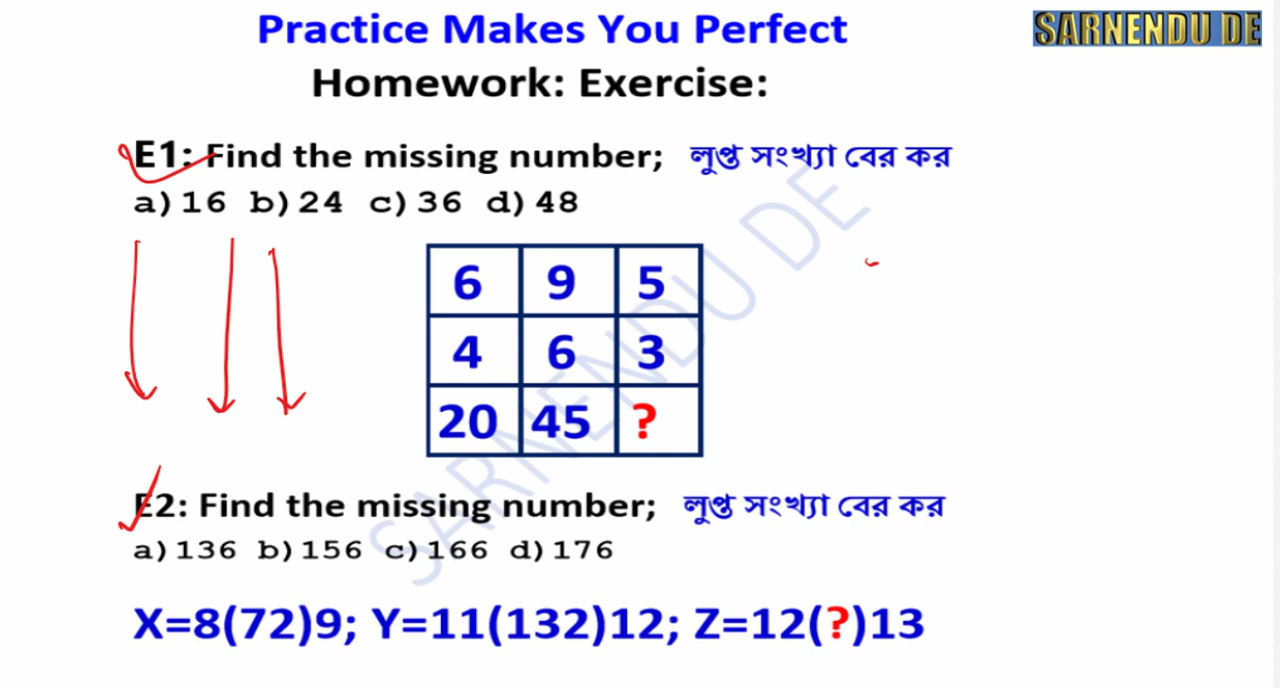 Practice Makes You Perfect
SARNENDU DE
Homework: Exercise:
E1: Find the missing number; লুপ্ত সংখ্যা বের কর
a)16 b)24 c)36 d)48
6 9 5
4 6 3
20 45 ?
SARNENDU DE
E2: Find the missing number; লুপ্ত সংখ্যা বের কর
a)136 b)156 c)166 d)176
X=8(72)9; Y=11(132)12; Z=12(?)13